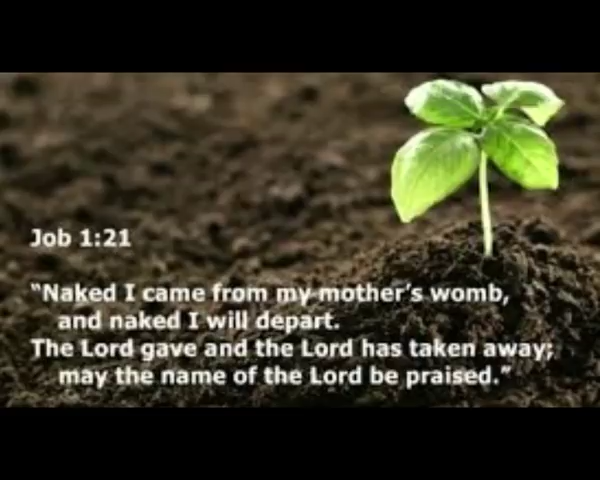 Job 1:21
“Naked I came from my mother’s womb,
and naked I will depart.
The Lord gave and the Lord has taken away;
may the name of the Lord be praised.”